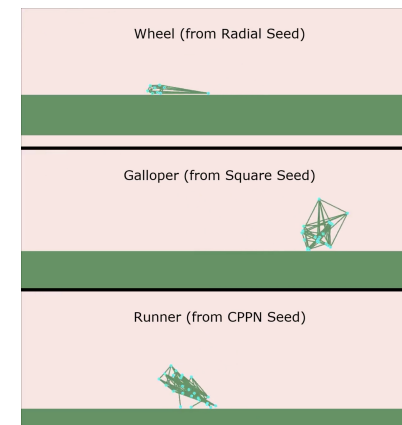 Wheel (from Radial Seed)
Galloper (from Square Seed)
Runner (from CPPN Seed)